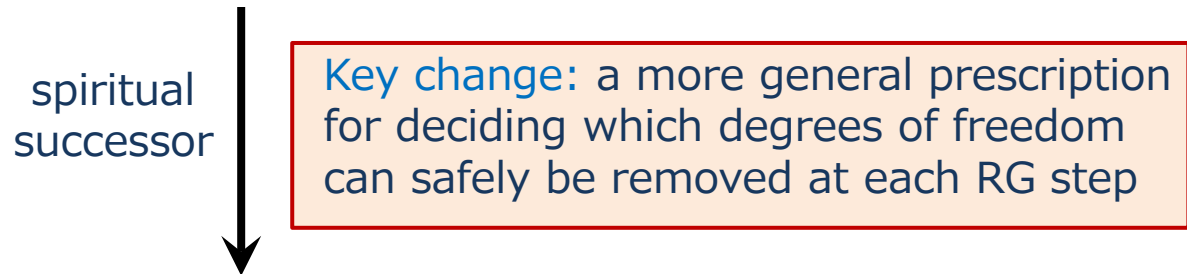 spiritual
successor
Key change: a more general prescription
for deciding which degrees of freedom
can safely be removed at each RG step